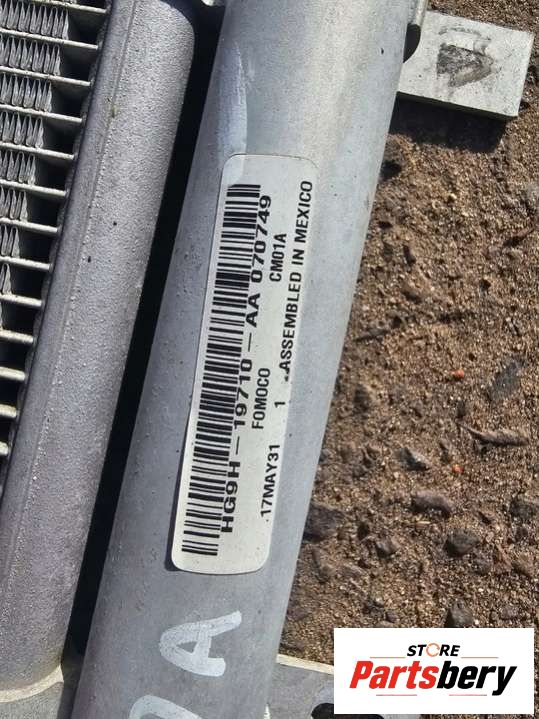 HG9H-19710-AA 070749
FOMOCO CM01A
17MAY31 1 ASSEMBLED IN MEXICO
A
STORE
Partsbery